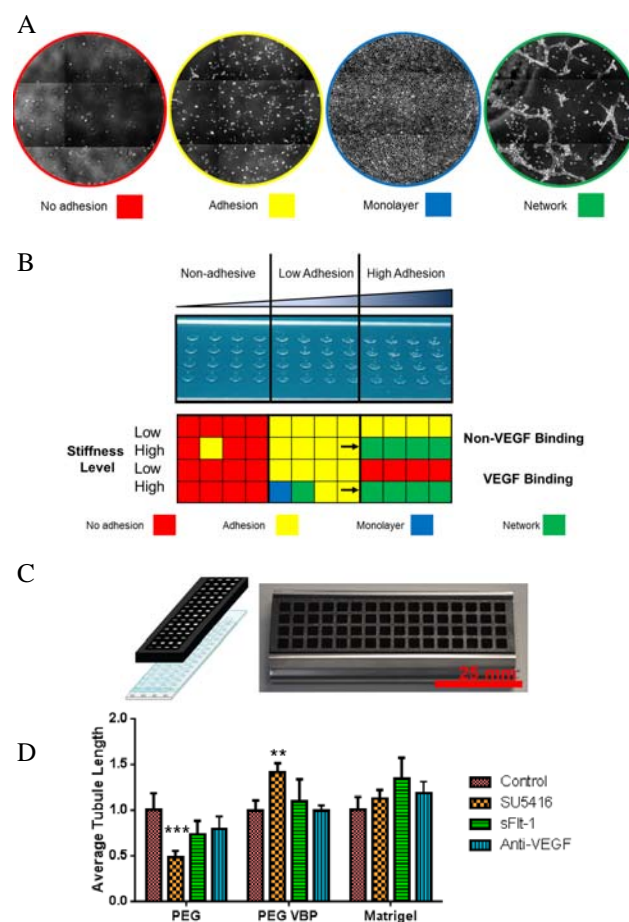 A
No adhesion
Adhesion
Monolayer
Network
B
Non-adhesive
Low Adhesion
High Adhesion
Stiffness
Level
Low
High
Low
High
Non-VEGF Binding
VEGF Binding
No adhesion
Adhesion
Monolayer
Network
C
25 mm
D
Average Tubule Length
2.0
1.5
1.0
0.5
0.0
***
**
PEG
PEG VBP
Matrigel
Control
SU5416
sFlt-1
Anti-VEGF